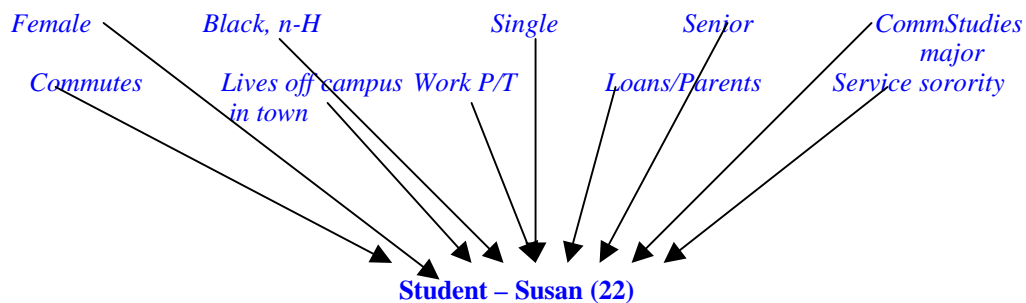 Female Black, n-H Single Senior CommStudies
major
Commutes Lives off campus Work P/T Loans/Parents Service sorority
in town
Student – Susan (22)